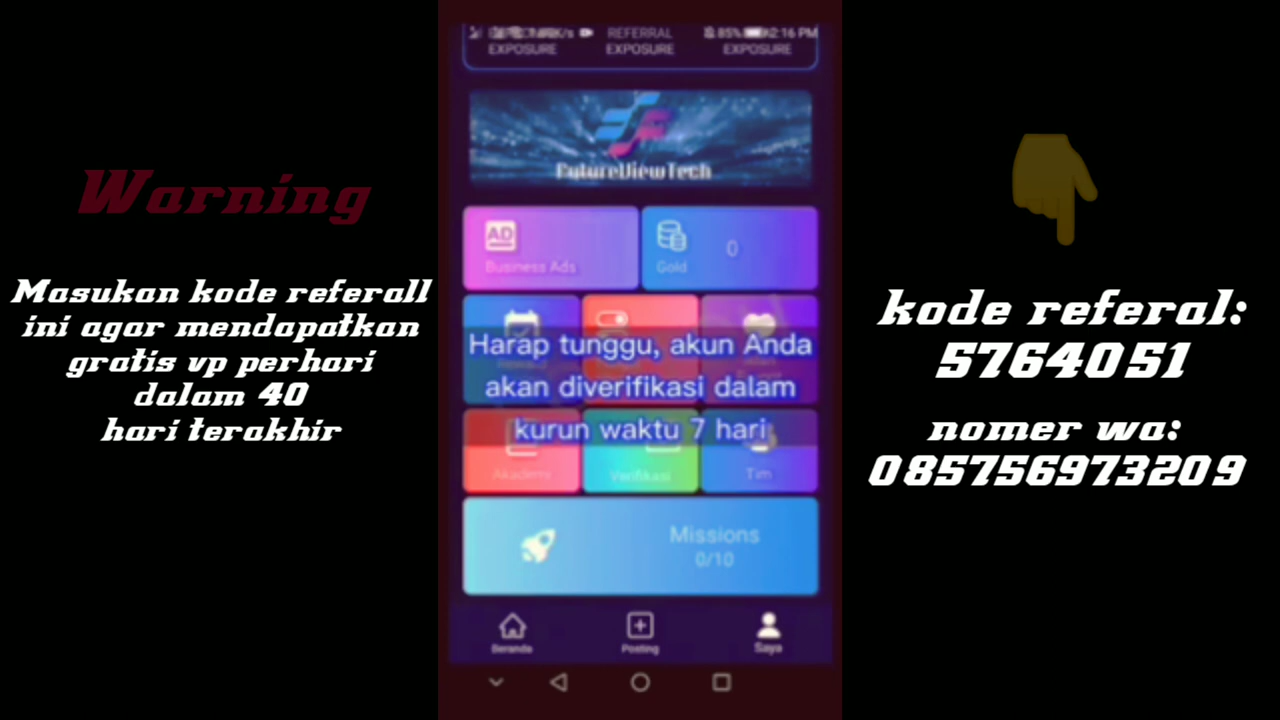 Warning
Masukan kode referall
ini agar mendapatkan
gratis vp perhari
dalam 40
hari terakhir
REFERRAL
EXPOSURE
EXPOSURE
EXPOSURE
FutureViewTech
AD
Business Ads
Gold
0
Harap tunggu, akun Anda
akan diverifikasi dalam
kurun waktu 7 hari
Akademi
Verifikasi
Tim
Missions
0/10
Beranda
Posting
Saya
kode referal:
5764051
nomer wa:
085756973209